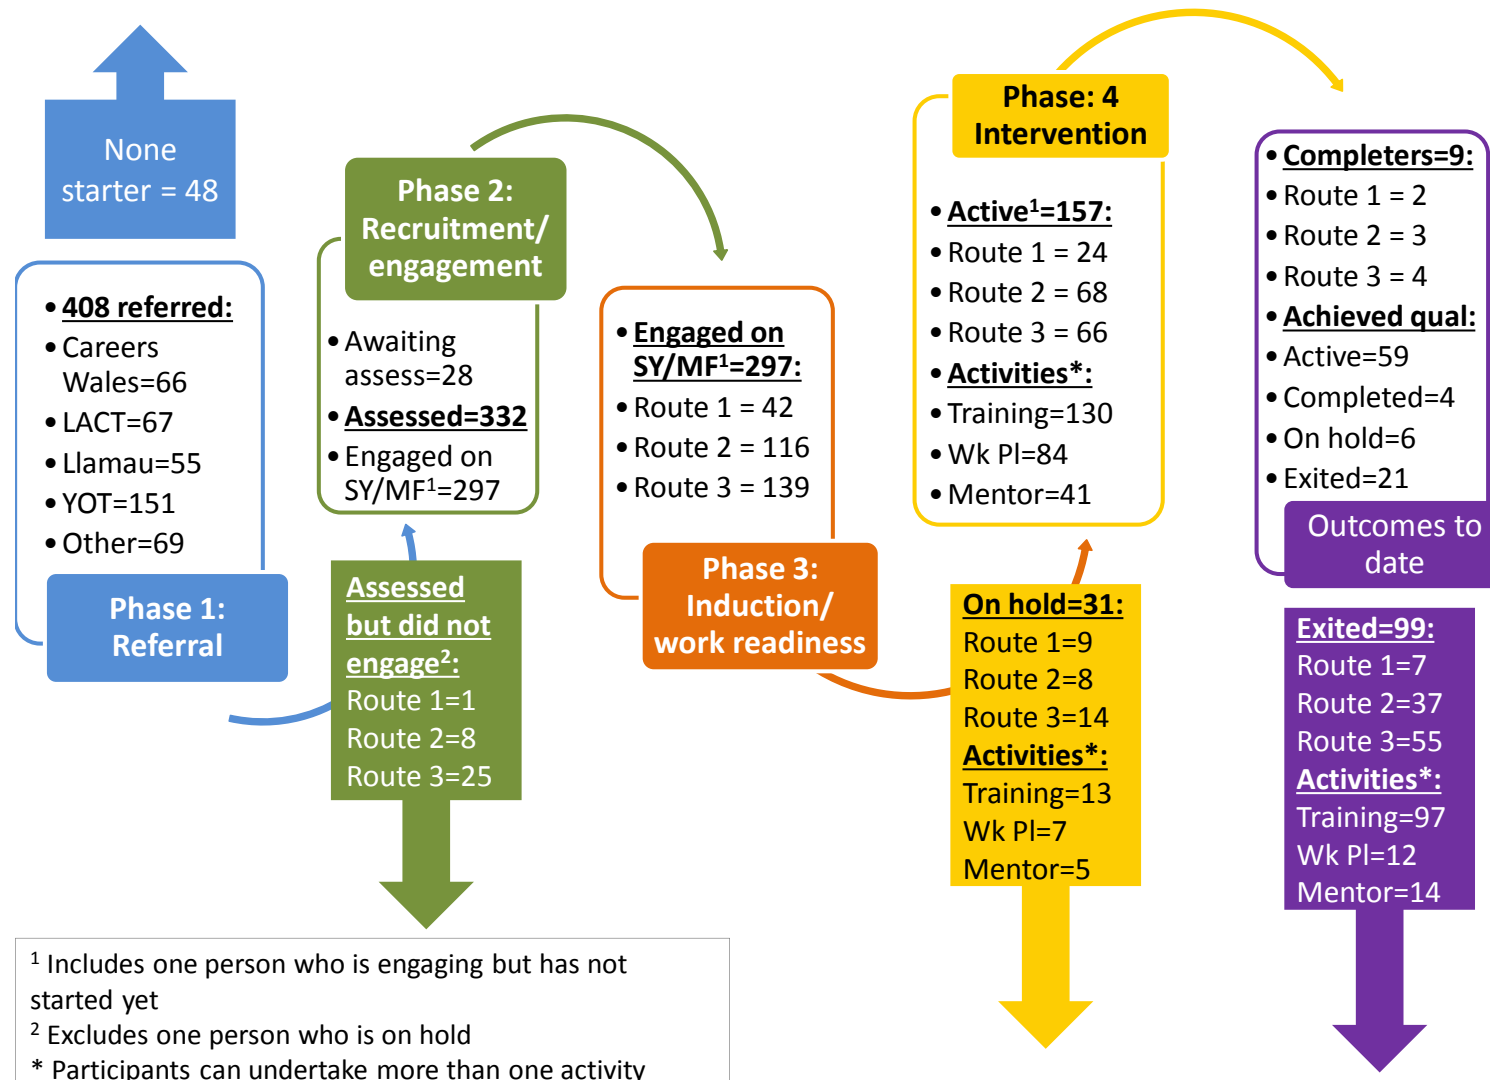 None
starter = 48
• 408 referred:
• Careers
Wales=66
• LACT=67
• Llamau=55
• YOT=151
• Other=69
Phase 1:
Referral
Phase 2:
Recruitment/
engagement
• Awaiting
assess=28
• Assessed=332
• Engaged on
SY/MF¹=297
Assessed
but did not
engage²:
Route 1=1
Route 2=8
Route 3=25
• Engaged on
SY/MF¹=297:
• Route 1 = 42
• Route 2 = 116
• Route 3 = 139
Phase 3:
Induction/
work readiness
Phase: 4
Intervention
• Active¹=157:
• Route 1 = 24
• Route 2 = 68
• Route 3 = 66
• Activities*:
• Training=130
• Wk Pl=84
• Mentor=41
On hold=31:
Route 1=9
Route 2=8
Route 3=14
Activities*:
Training=13
Wk Pl=7
Mentor=5
• Completers=9:
• Route 1 = 2
• Route 2 = 3
• Route 3 = 4
• Achieved qual:
• Active=59
• Completed=4
• On hold=6
• Exited=21
Outcomes to
date
Exited=99:
Route 1=7
Route 2=37
Route 3=55
Activities*:
Training=97
Wk Pl=12
Mentor=14
¹ Includes one person who is engaging but has not
started yet
² Excludes one person who is on hold
* Participants can undertake more than one activity